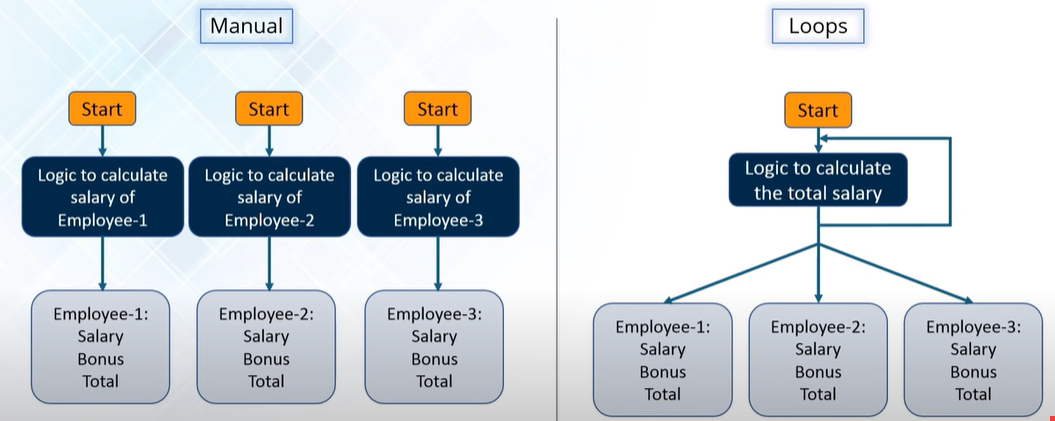 Manual
Start
Start
Start
Logic to calculate
salary of
Employee-1
Logic to calculate
salary of
Employee-2
Logic to calculate
salary of
Employee-3
Employee-1:
Salary
Bonus
Total
Employee-2:
Salary
Bonus
Total
Employee-3:
Salary
Bonus
Total
Loops
Start
Logic to calculate
the total salary
Employee-1:
Salary
Bonus
Total
Employee-2:
Salary
Bonus
Total
Employee-3:
Salary
Bonus
Total